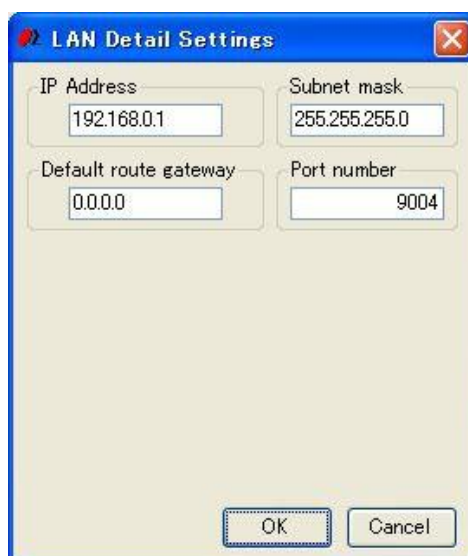 LAN Detail Settings
IP Address
192.168.0.1
Subnet mask
255.255.255.0
Default route gateway
0.0.0.0
Port number
9004
OK
Cancel